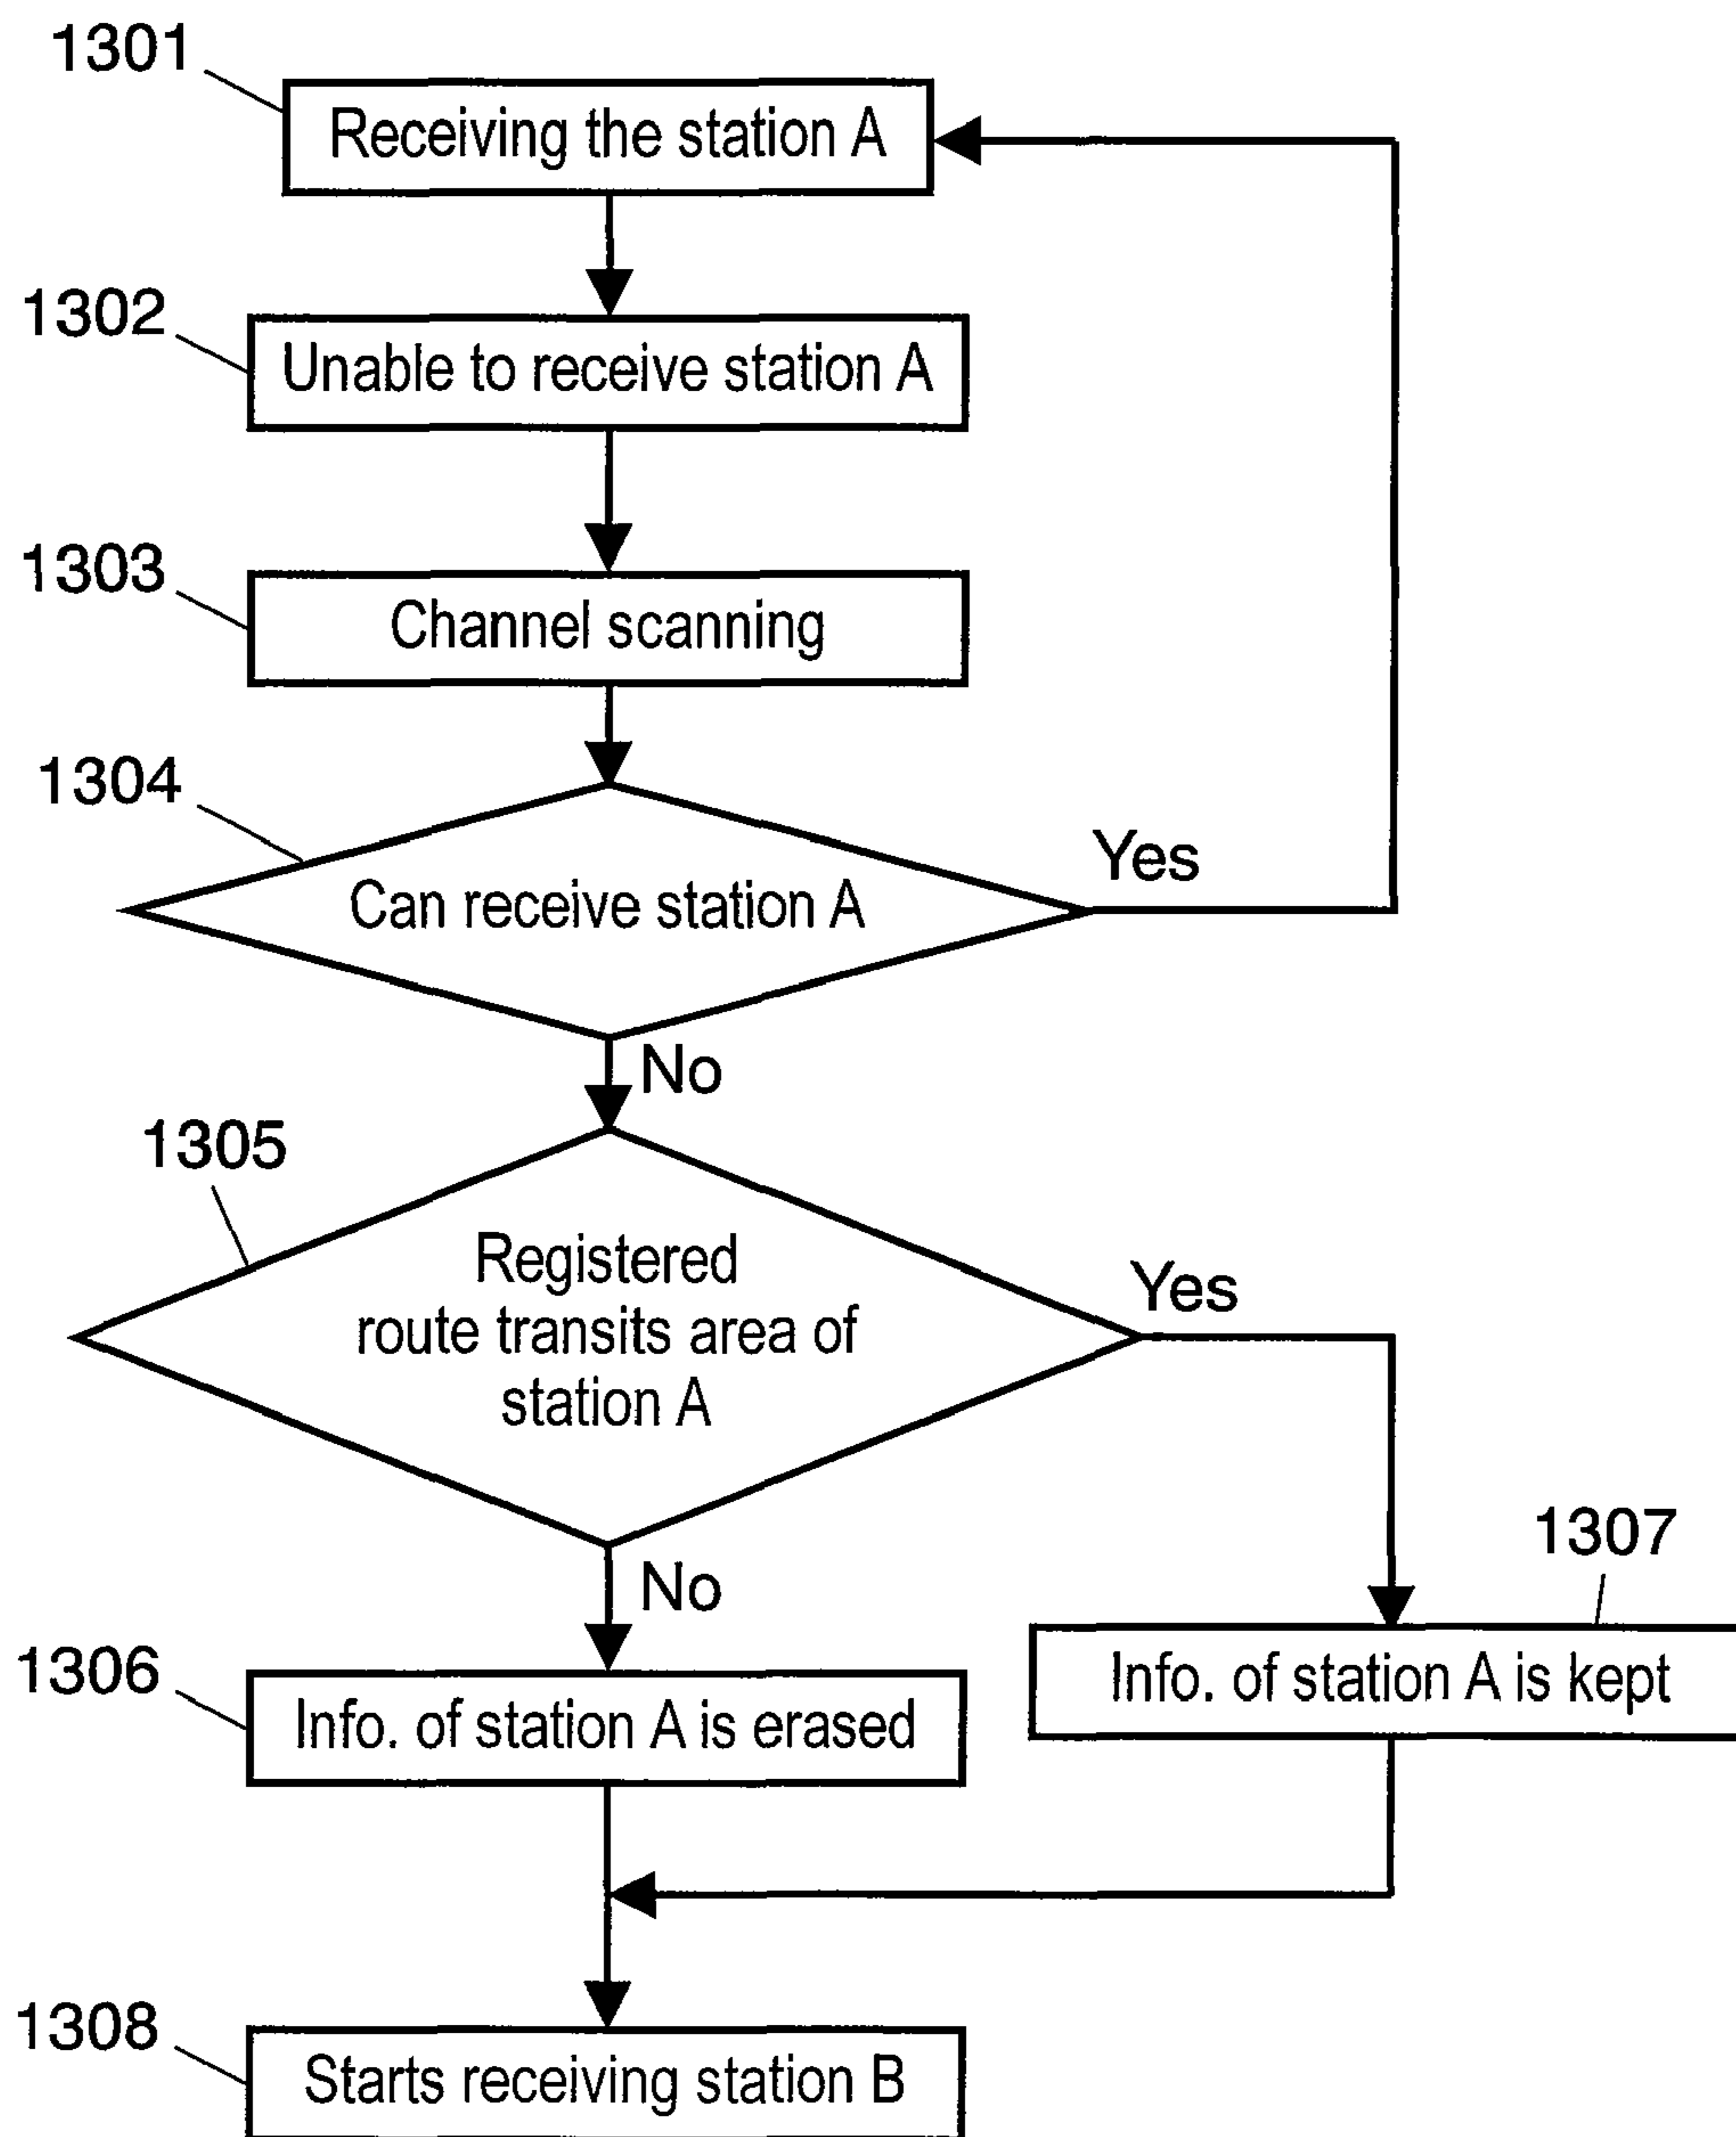 1301
Receiving the station A
1302
Unable to receive station A
1303
Channel scanning
1304
Can receive station A
Yes
No
1305
Registered
route transits area of
station A
Yes
No
1306
Info. of station A is erased
1307
Info. of station A is kept
1308
Starts receiving station B